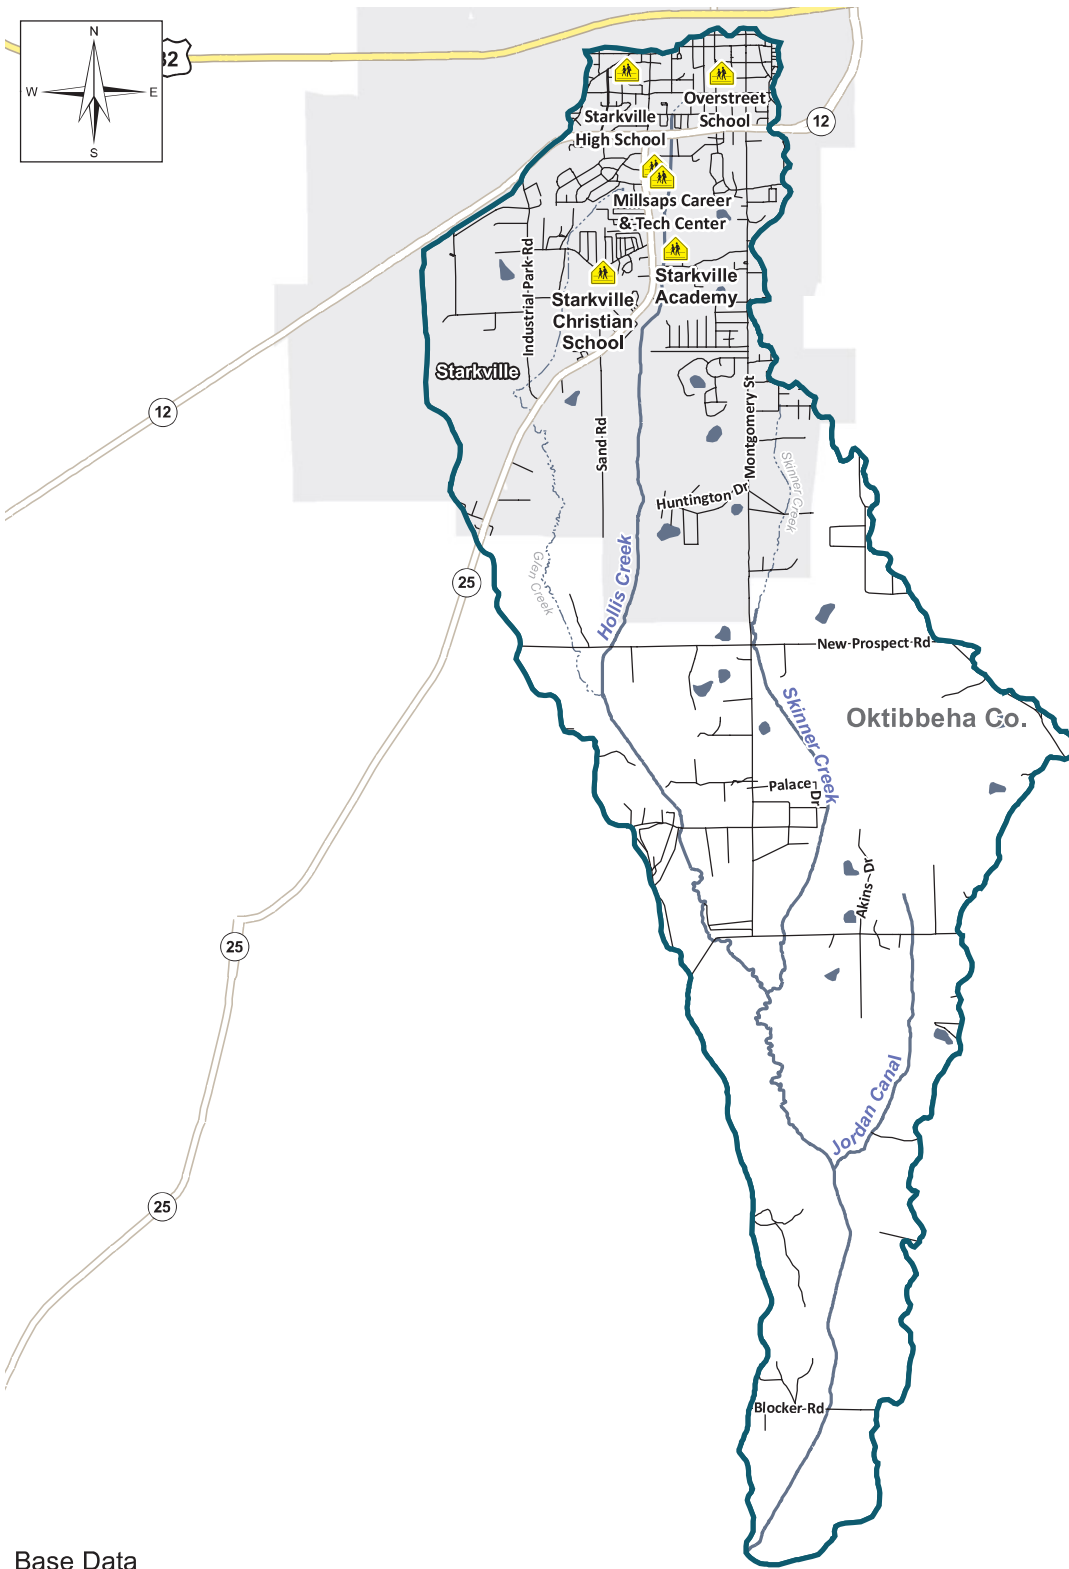 N
W
E
S
82
12
Overstreet
School
Starkville
High School
Millsaps Career
& Tech Center
Industrial Park Rd
Starkville
Academy
Starkville
Christian
School
Starkville
12
Sand Rd
Montgomery St
Skinner Creek
Huntington Dr
Glen Creek
Hollis Creek
25
New Prospect Rd
Skinner Creek
Oktibbeha Co.
Palace Dr
Akins Dr
25
Jordan Canal
25
Blocker Rd
Base Data